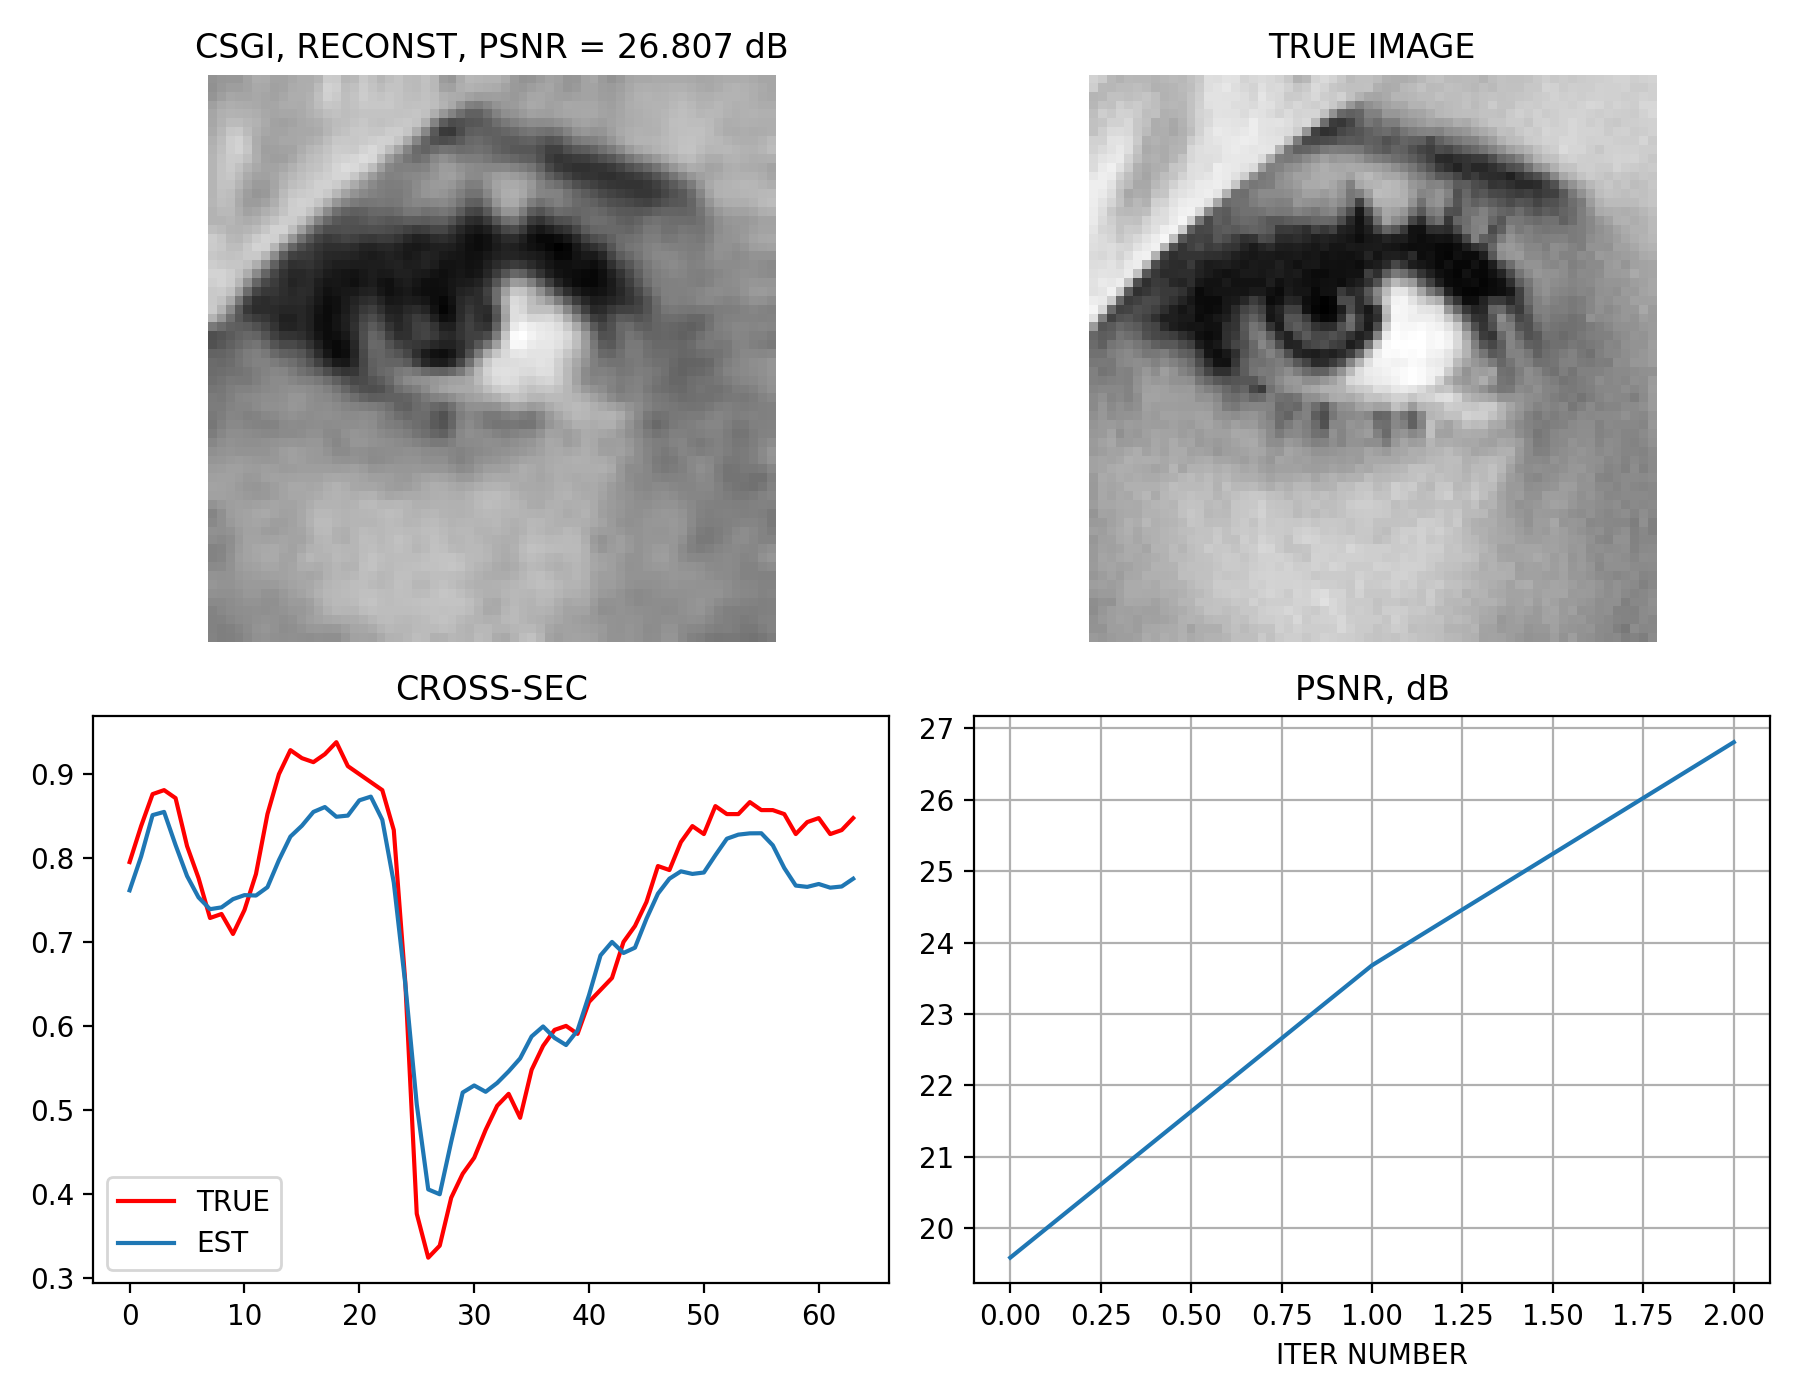 CSGI, RECONST, PSNR = 26.807 dB
TRUE IMAGE
CROSS-SEC
0.9
0.8
0.7
0.6
0.5
0.4
0.3
TRUE
EST
0 10 20 30 40 50 60
PSNR, dB
27
26
25
24
23
22
21
20
0.00 0.25 0.50 0.75 1.00 1.25 1.50 1.75 2.00
ITER NUMBER